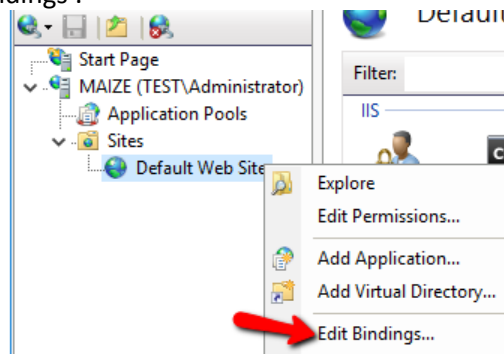 Start Page
MAIZE (TEST\Administrator)
Application Pools
Sites
Default Web Site
Filter:
IIS
Explore
Edit Permissions...
Add Application...
Add Virtual Directory...
Edit Bindings...